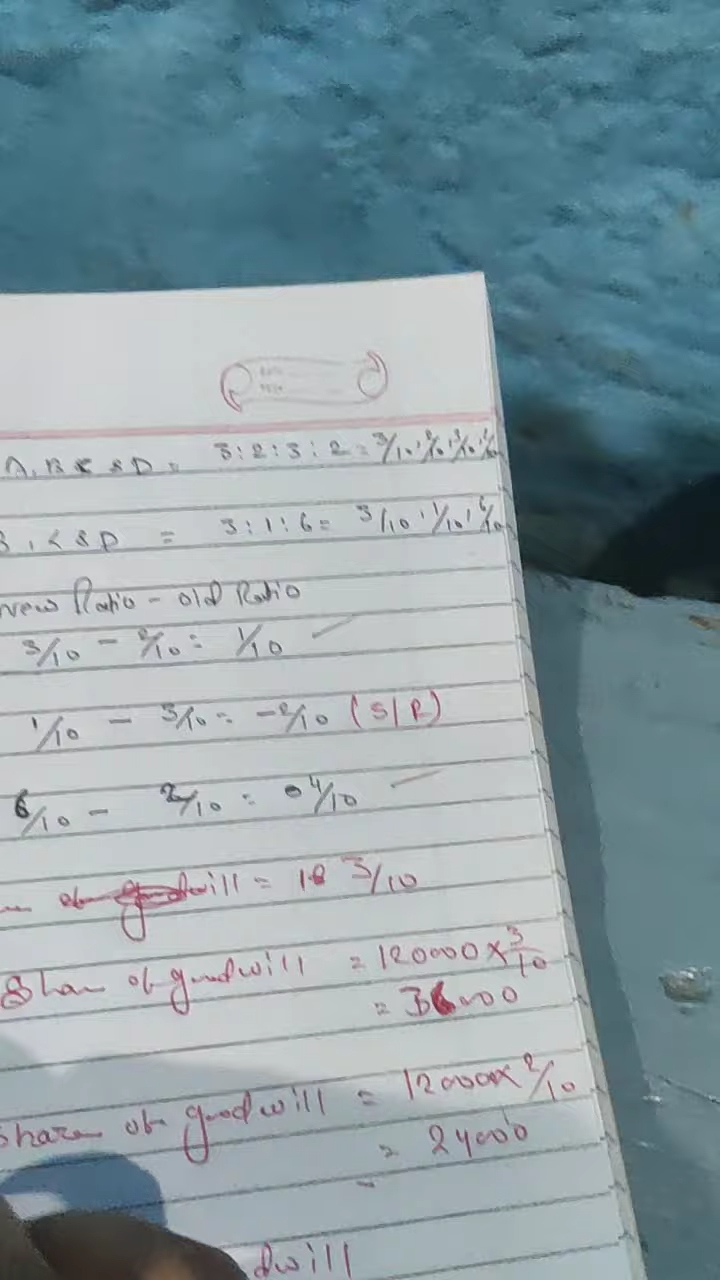 A, B C & D = 3:2:3:2 = 3/10, 2/10, 3/10, 2/10
B, C & D = 3:1:6 = 3/10, 1/10, 6/10
New Ratio - Old Ratio
3/10 - 2/10 = 1/10
1/10 - 3/10 = -2/10 (S/R)
6/10 - 2/10 = 4/10
= 18 3/10
Share of goodwill = 120000 x 3/10
= 36000
Share of goodwill = 120000 x 2/10
= 24000
dwill